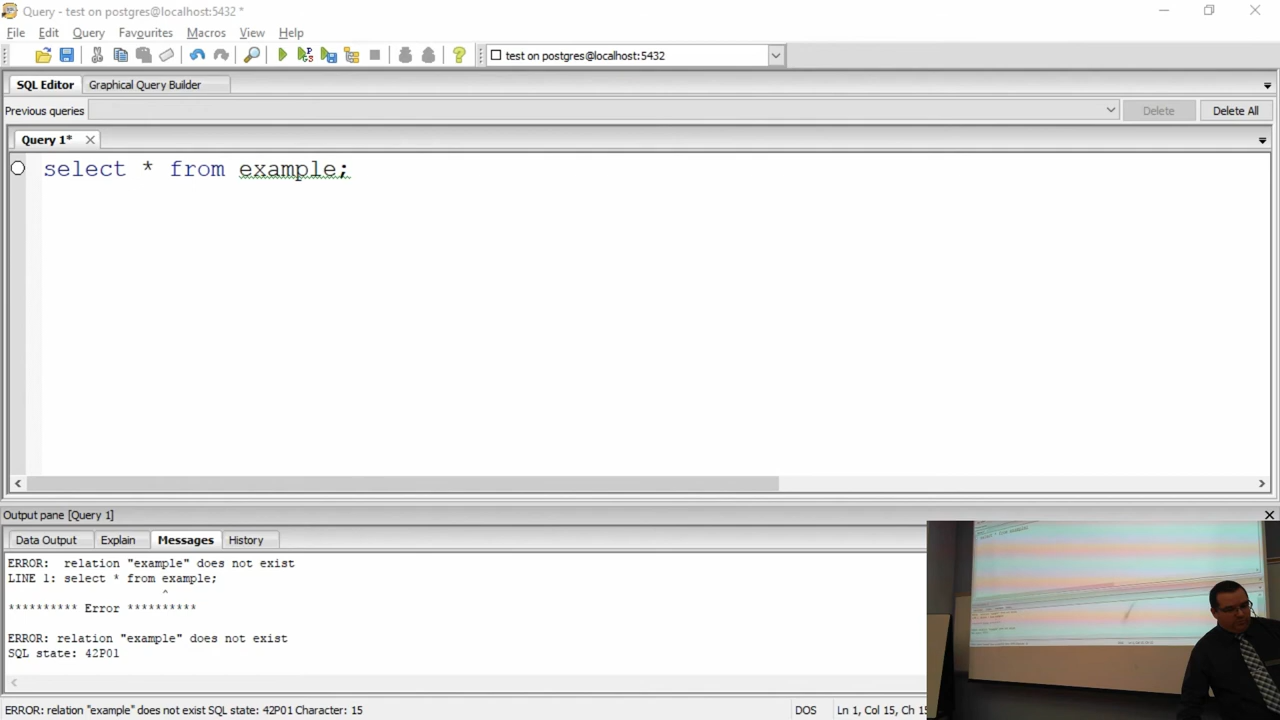 Query - test on postgres@localhost:5432 *
File Edit Query Favourites Macros View Help
test on postgres@localhost:5432
SQL Editor Graphical Query Builder
Previous queries Delete Delete All
Query 1*
select * from example;
Output pane [Query 1]
Data Output Explain Messages History
ERROR:  relation "example" does not exist
LINE 1: select * from example;
^
********** Error **********
ERROR: relation "example" does not exist
SQL state: 42P01
ERROR: relation "example" does not exist SQL state: 42P01 Character: 15 DOS Ln 1, Col 15, Ch 15